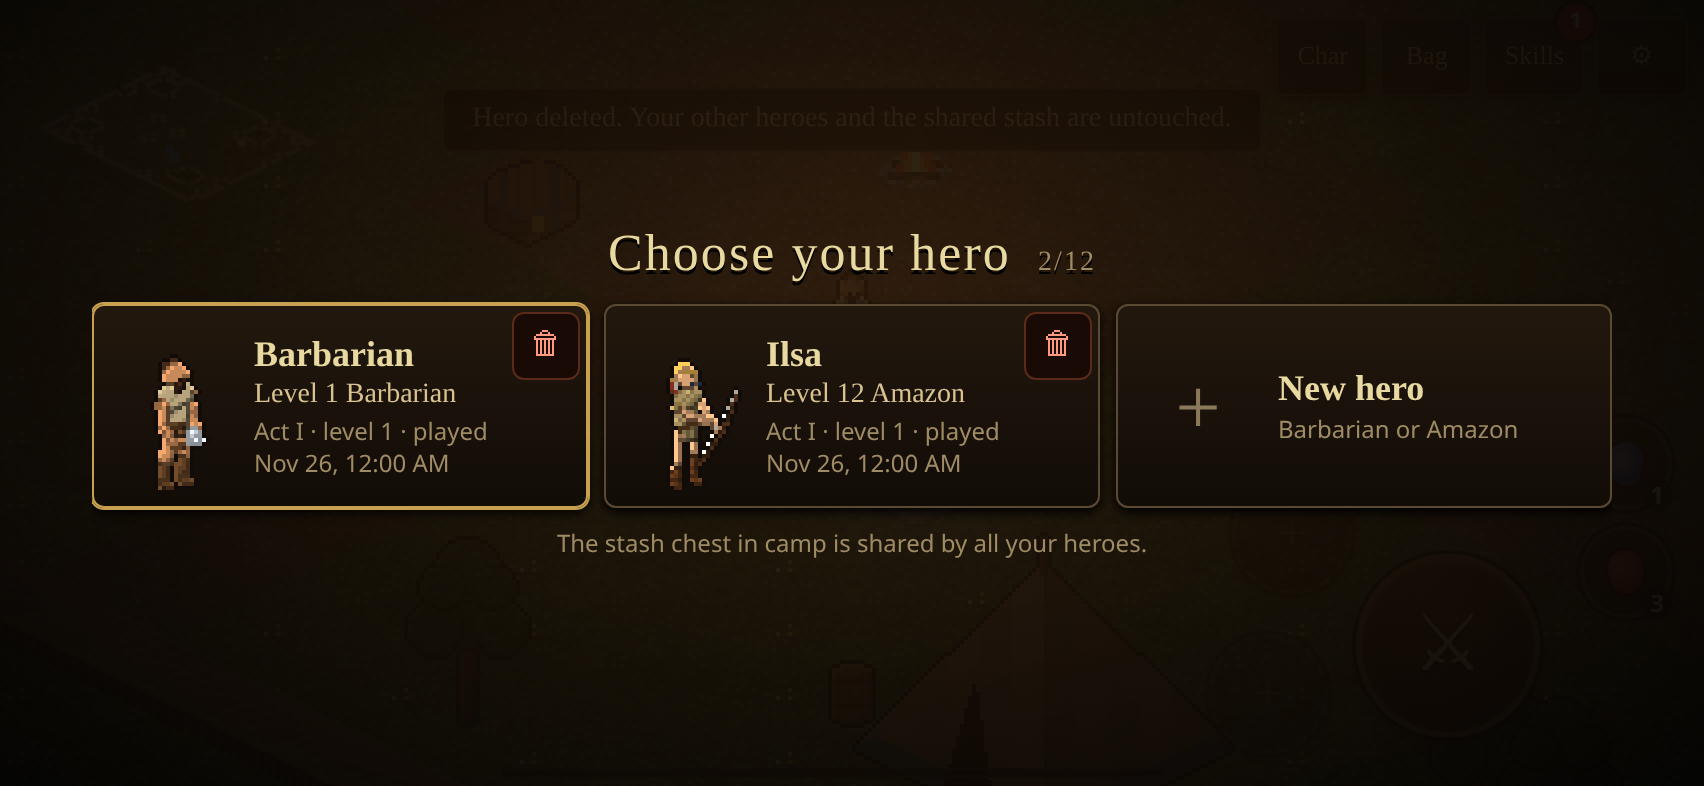 1
Char
Bag
Skills
Hero deleted. Your other heroes and the shared stash are untouched.
Choose your hero 2/12
Barbarian
Level 1 Barbarian
Act I · level 1 · played
Nov 26, 12:00 AM
Ilsa
Level 12 Amazon
Act I · level 1 · played
Nov 26, 12:00 AM
New hero
Barbarian or Amazon
1
The stash chest in camp is shared by all your heroes.
3